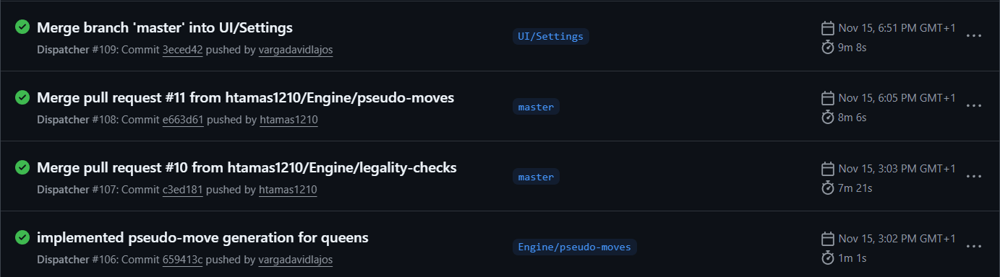 Merge branch 'master' into UI/Settings
Dispatcher #109: Commit 3eced42 pushed by vargadavidlajos
UI/Settings
Nov 15, 6:51 PM GMT+1
9m 8s
Merge pull request #11 from htamas1210/Engine/pseudo-moves
Dispatcher #108: Commit e663d61 pushed by htamas1210
master
Nov 15, 6:05 PM GMT+1
8m 6s
Merge pull request #10 from htamas1210/Engine/legality-checks
Dispatcher #107: Commit c3ed181 pushed by htamas1210
master
Nov 15, 3:03 PM GMT+1
7m 21s
implemented pseudo-move generation for queens
Dispatcher #106: Commit 659413c pushed by vargadavidlajos
Engine/pseudo-moves
Nov 15, 3:02 PM GMT+1
1m 1s